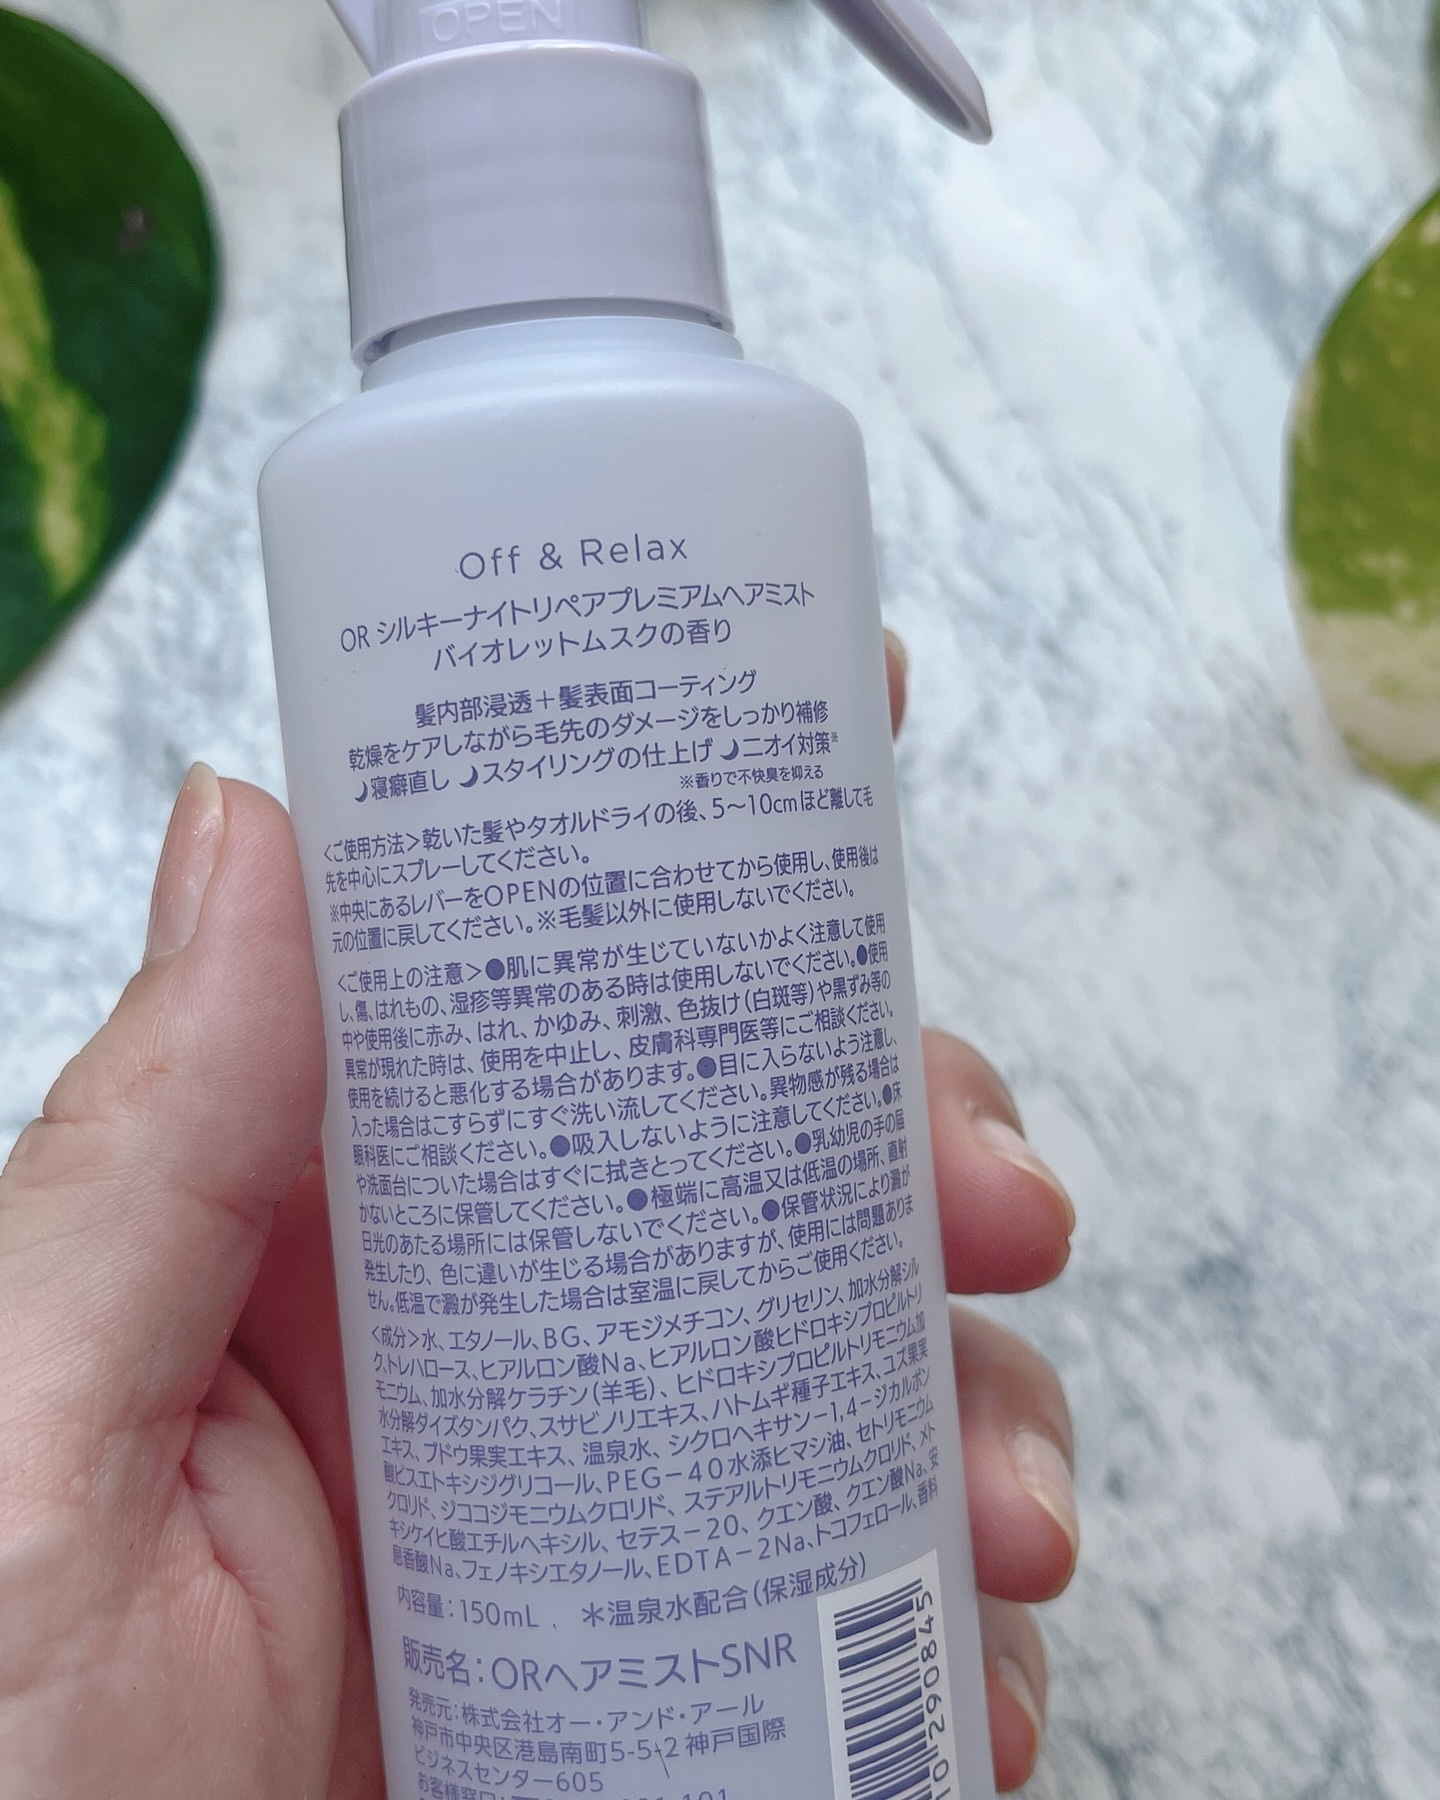 OPEN
Off & Relax
OR シルキーナイトリペアプレミアムヘアミスト
バイオレットムスクの香り
髪内部浸透＋髪表面コーティング
乾燥をケアしながら毛先のダメージをしっかり補修
寝癖直し スタイリングの仕上げ ニオイ対策※
※香りで不快臭を抑える
<ご使用方法>乾いた髪やタオルドライの後、5〜10cmほど離して毛
先を中心にスプレーしてください。
※中央にあるレバーをOPENの位置に合わせてから使用し、使用後は
元の位置に戻してください。※毛髪以外に使用しないでください。
<ご使用上の注意>●肌に異常が生じていないかよく注意して使用
し、傷、はれもの、湿疹等異常のある時は使用しないでください。●使用
中や使用後に赤み、はれ、かゆみ、刺激、色抜け(白斑等)や黒ずみ等の
異常が現れた時は、使用を中止し、皮膚科専門医等にご相談ください。
使用を続けると悪化する場合があります。●目に入らないよう注意し、
入った場合はこすらずにすぐ洗い流してください。異物感が残る場合は
眼科医にご相談ください。●吸入しないように注意してください。●床
や洗面台についた場合はすぐに拭きとってください。●乳幼児の手の届
かないところに保管してください。●極端に高温又は低温の場所、直射
日光のあたる場所には保管しないでください。●保管状況により澱が
発生したり、色に違いが生じる場合がありますが、使用には問題ありま
せん。低温で澱が発生した場合は室温に戻してからご使用ください。
<成分>水、エタノール、BG、アモジメチコン、グリセリン、加水分解シル
ク、トレハロース、ヒアルロン酸Na、ヒアルロン酸ヒドロキシプロピルトリ
モニウム、加水分解ケラチン(羊毛)、ヒドロキシプロピルトリモニウム加
水分解ダイズタンパク、スサビノリエキス、ハトムギ種子エキス、ユズ果実
エキス、ブドウ果実エキス、温泉水、シクロヘキサン－1,4－ジカルボン
酸ビスエトキシジグリコール、PEG－40水添ヒマシ油、セトリモニウム
クロリド、ジココジモニウムクロリド、ステアルトリモニウムクロリド、メト
キシケイヒ酸エチルヘキシル、セテス－20、クエン酸、クエン酸Na、安
息香酸Na、フェノキシエタノール、EDTA－2Na、トコフェロール、香料
内容量：150mL ＊温泉水配合(保湿成分)
販売名：ORヘアミストSNR
発売元：株式会社オー・アンド・アール
神戸市中央区港島南町5-5-2 神戸国際
ビジネスセンター605
お客様窓口
10290845